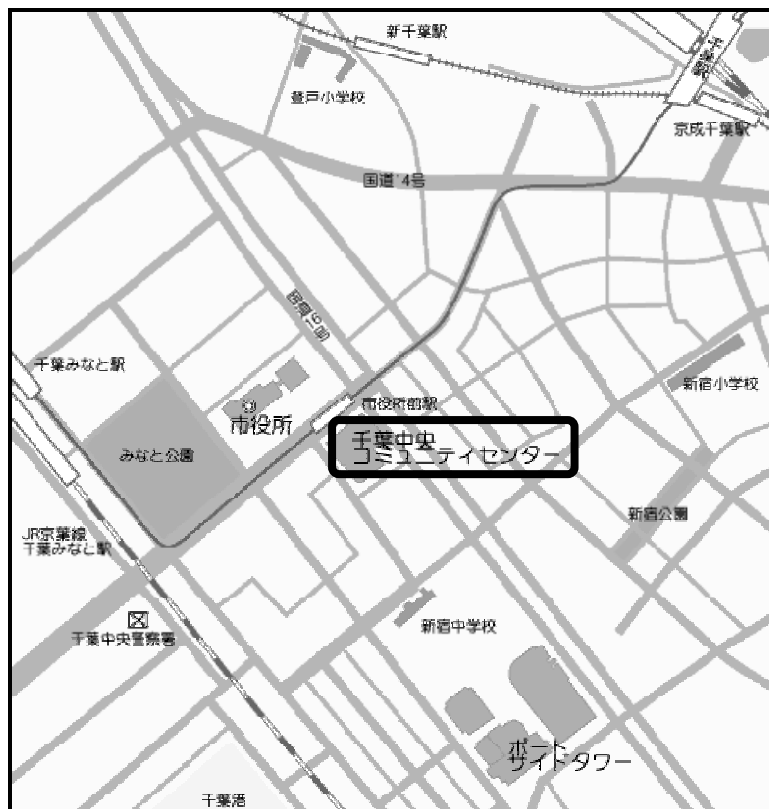 新千葉駅
千葉駅
登戸小学校
京成千葉駅
国道14号
国道16号
千葉みなと駅
新宿小学校
市役所前駅
市役所
千葉中央
コミュニティセンター
みなと公園
新宿公園
JR京葉線
千葉みなと駅
新宿中学校
千葉中央警察署
ポート
サイドタワー
千葉港